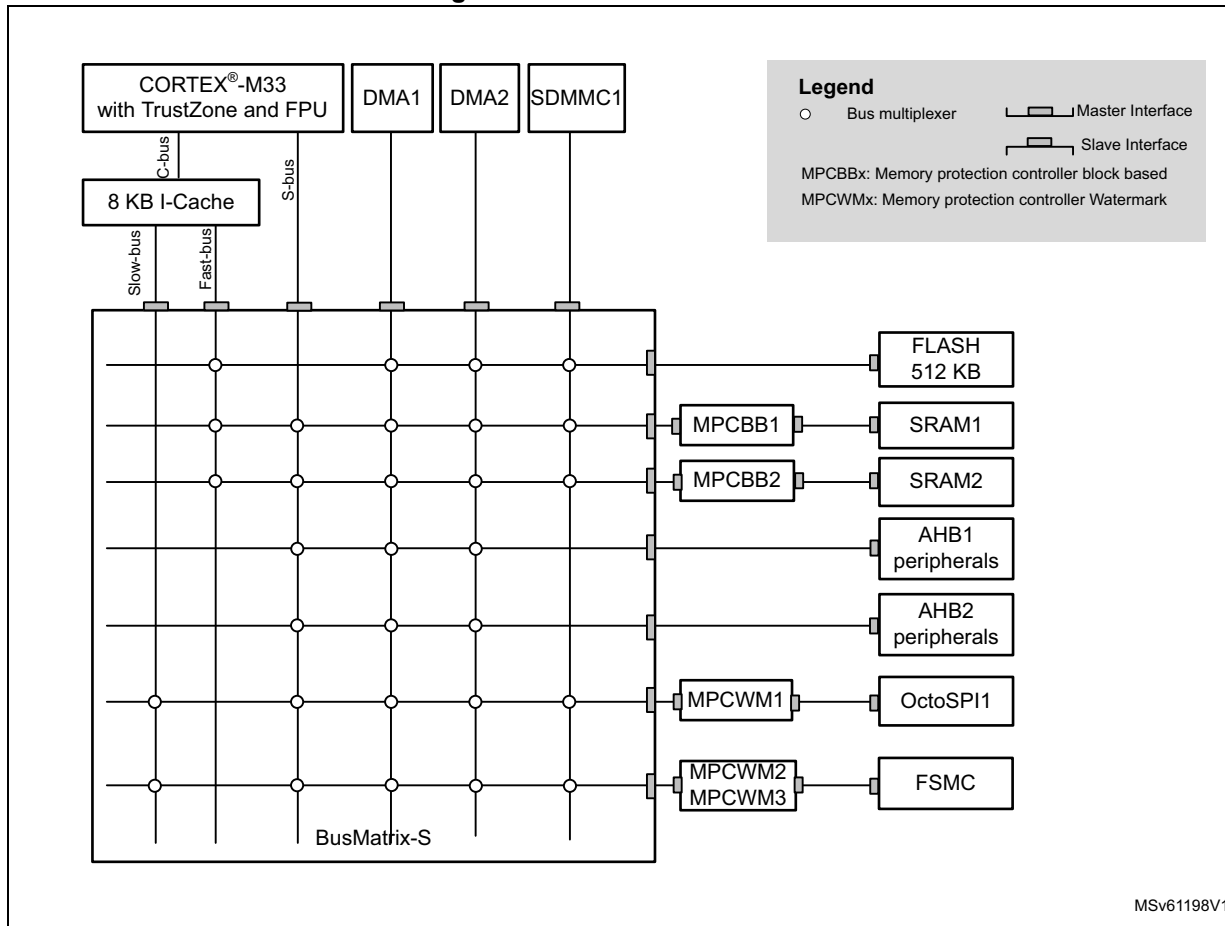 CORTEX®-M33
with TrustZone and FPU
DMA1
DMA2
SDMMC1
Legend
Bus multiplexer
Master Interface
Slave Interface
MPCBBx: Memory protection controller block based
MPCWMx: Memory protection controller Watermark
C-bus
S-bus
8 KB I-Cache
Slow-bus
Fast-bus
FLASH
512 KB
MPCBB1
SRAM1
MPCBB2
SRAM2
AHB1
peripherals
AHB2
peripherals
MPCWM1
OctoSPI1
MPCWM2
MPCWM3
FSMC
BusMatrix-S
MSv61198V1